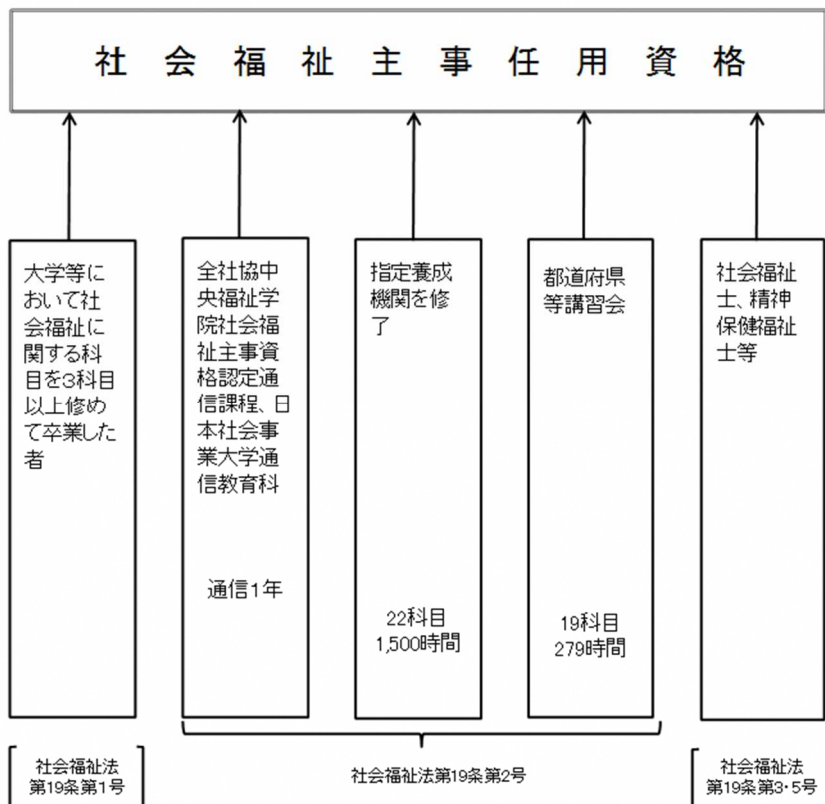 社会福祉主事任用資格
大学等に
おいて社
会福祉に
関する科
目を3科目
以上修め
て卒業した
者
全社協中
央福祉学
院社会福
祉主事資
格認定通
信課程、日
本社会事
業大学通
信教育科
通信1年
指定養成
機関を修
了
22科目
1,500時間
都道府県
等講習会
19科目
279時間
社会福祉
士、精神
保健福祉
士等
社会福祉法
第19条第1号
社会福祉法第19条第2号
社会福祉法
第19条第3・5号